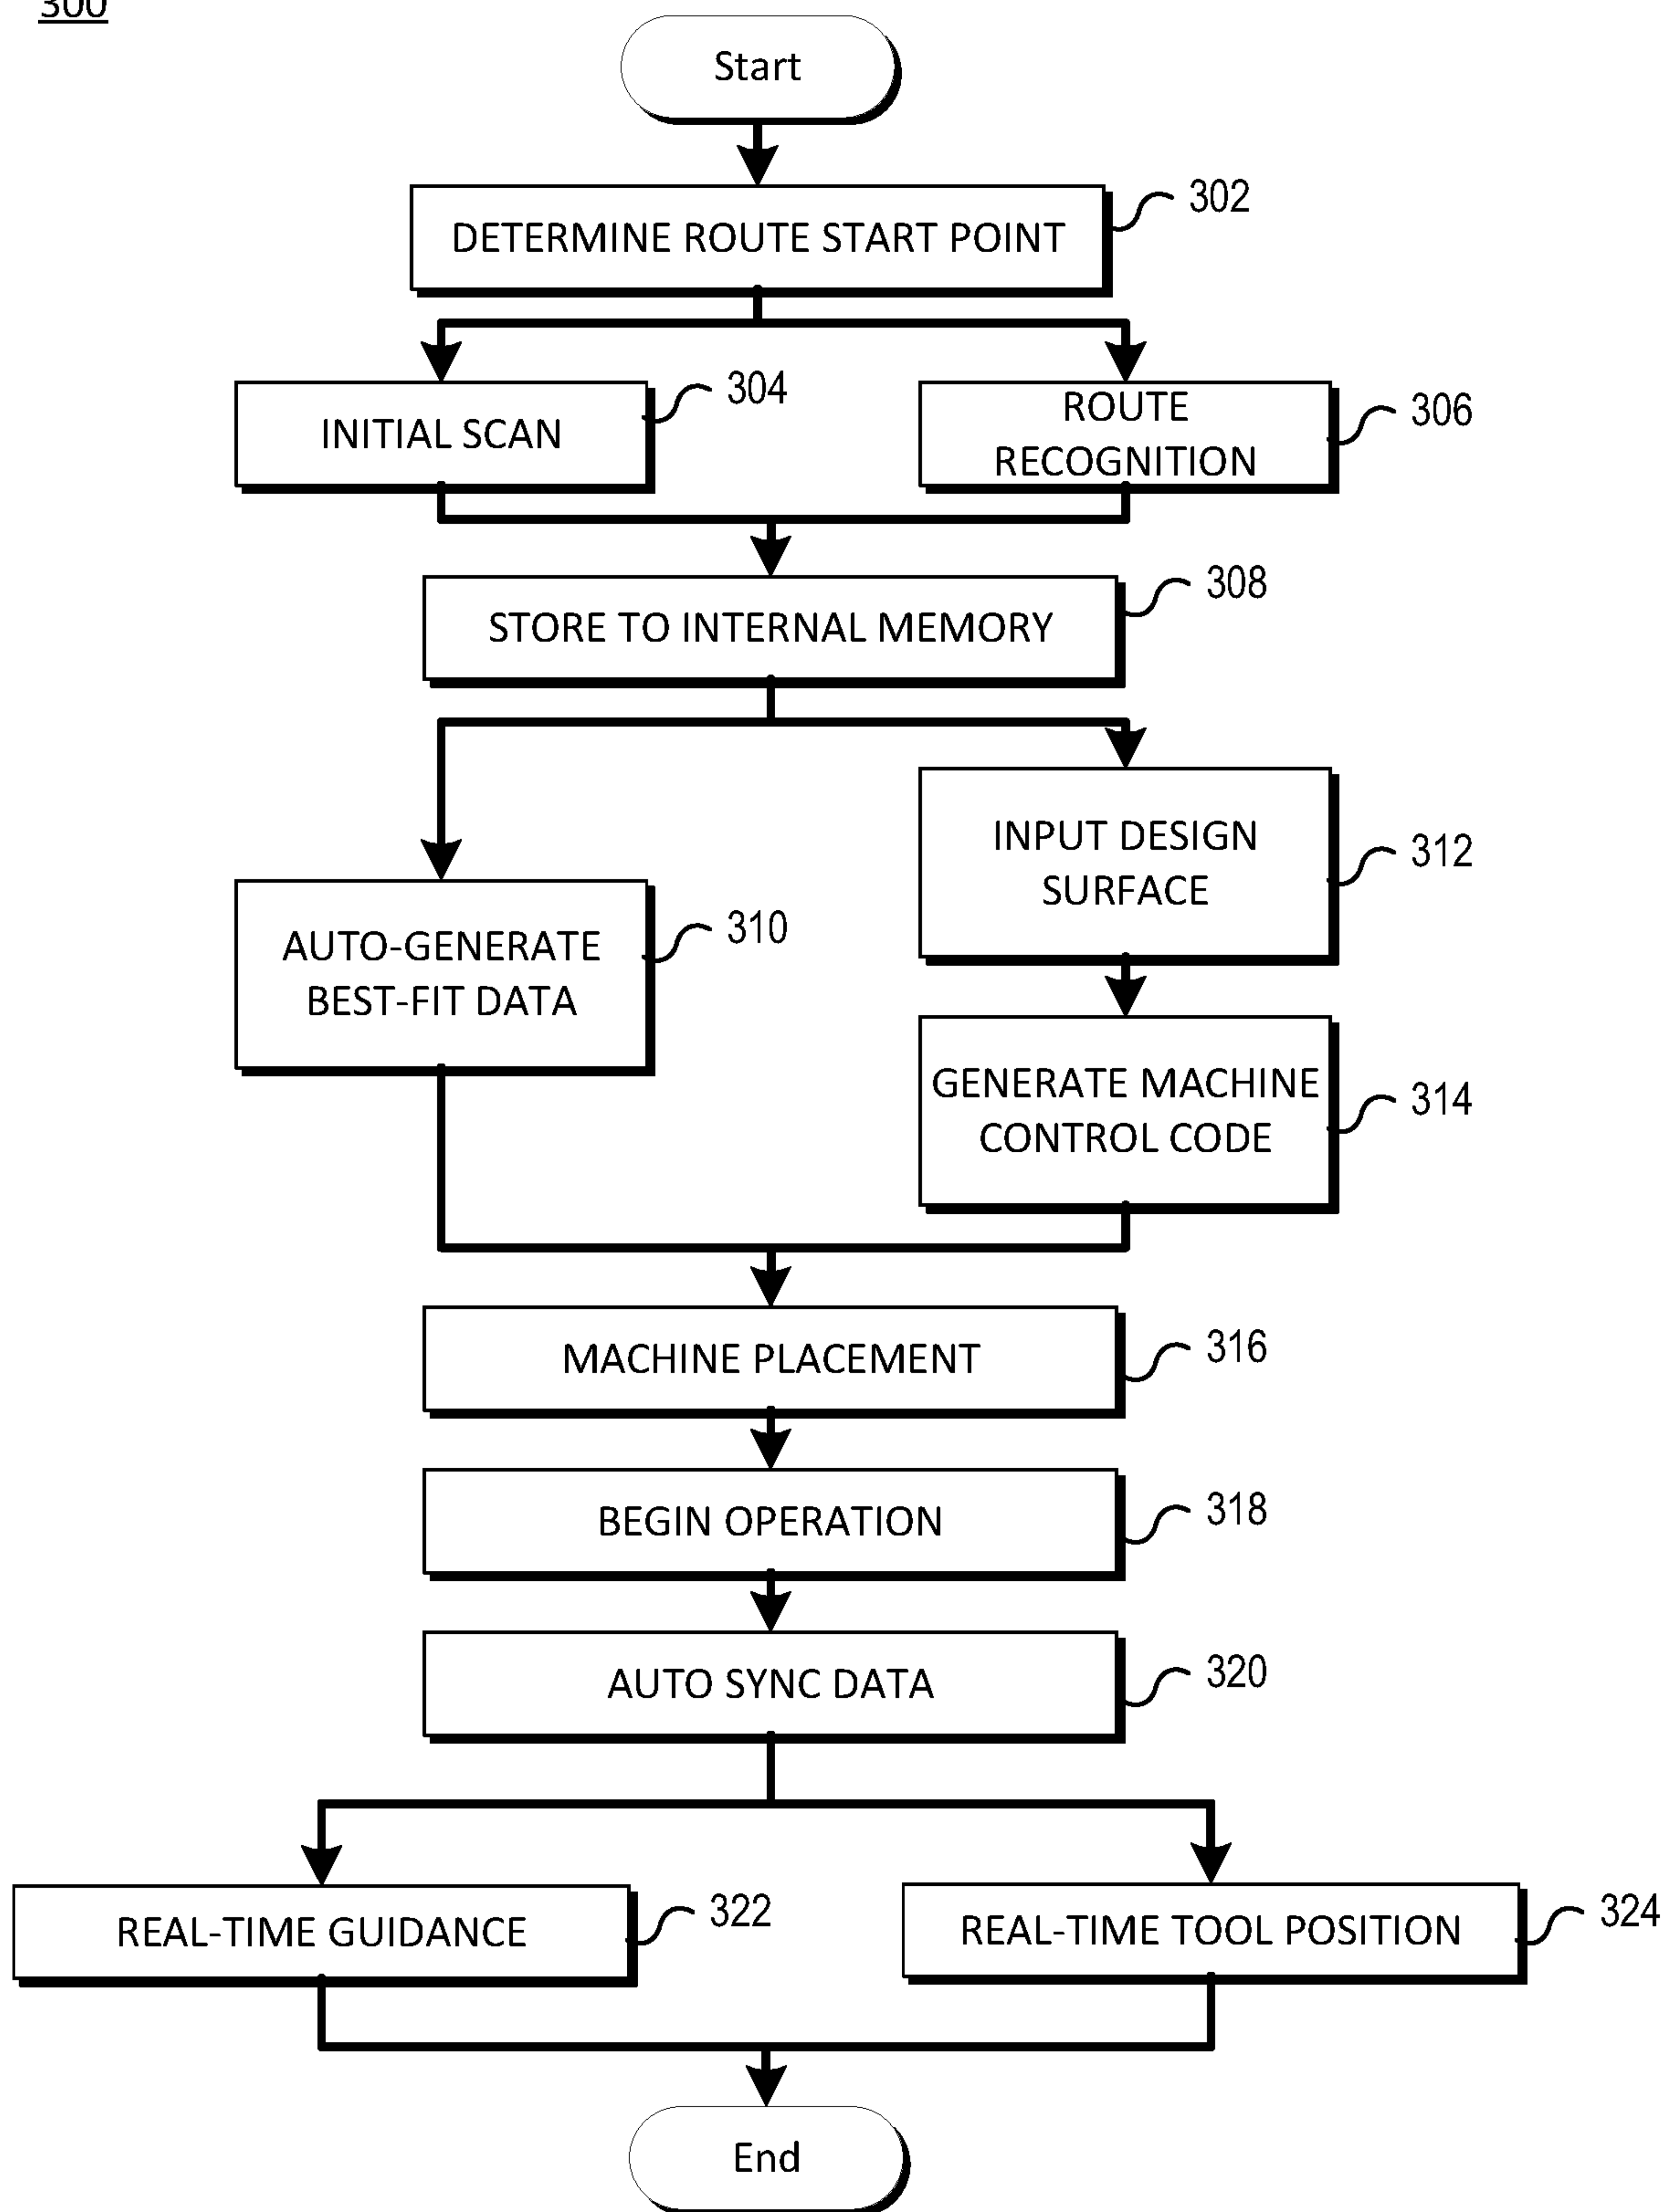 300
Start
DETERMINE ROUTE START POINT
302
INITIAL SCAN
304
ROUTE
RECOGNITION
306
STORE TO INTERNAL MEMORY
308
AUTO-GENERATE
BEST-FIT DATA
310
INPUT DESIGN
SURFACE
312
GENERATE MACHINE
CONTROL CODE
314
MACHINE PLACEMENT
316
BEGIN OPERATION
318
AUTO SYNC DATA
320
REAL-TIME GUIDANCE
322
REAL-TIME TOOL POSITION
324
End